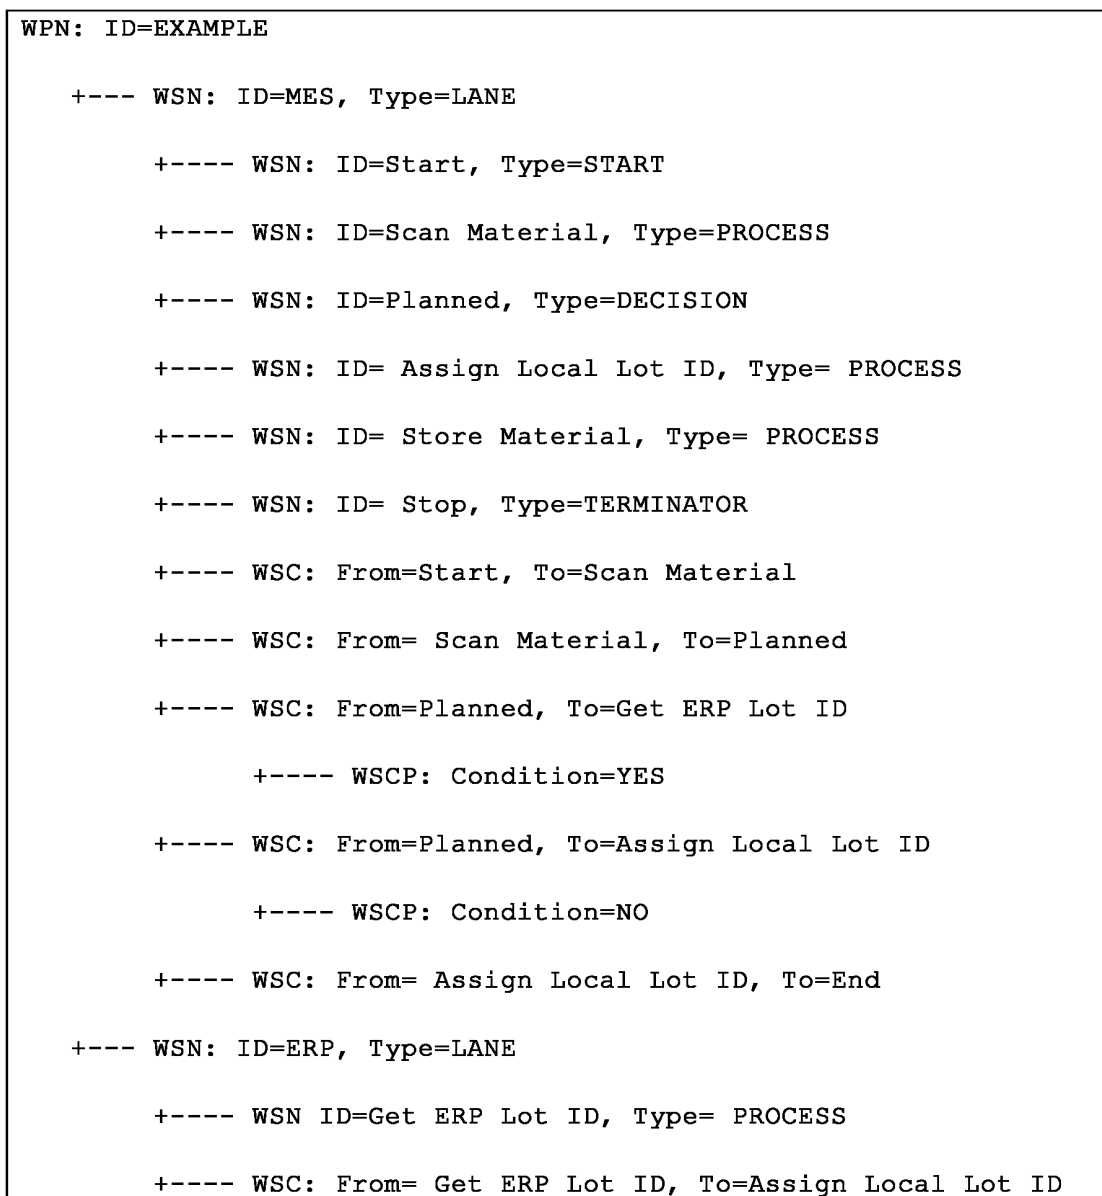 WPN: ID=EXAMPLE
+--- WSN: ID=MES, Type=LANE
+---- WSN: ID=Start, Type=START
+---- WSN: ID=Scan Material, Type=PROCESS
+---- WSN: ID=Planned, Type=DECISION
+---- WSN: ID= Assign Local Lot ID, Type= PROCESS
+---- WSN: ID= Store Material, Type= PROCESS
+---- WSN: ID= Stop, Type=TERMINATOR
+---- WSC: From=Start, To=Scan Material
+---- WSC: From= Scan Material, To=Planned
+---- WSC: From=Planned, To=Get ERP Lot ID
+---- WSCP: Condition=YES
+---- WSC: From=Planned, To=Assign Local Lot ID
+---- WSCP: Condition=NO
+---- WSC: From= Assign Local Lot ID, To=End
+--- WSN: ID=ERP, Type=LANE
+---- WSN ID=Get ERP Lot ID, Type= PROCESS
+---- WSC: From= Get ERP Lot ID, To=Assign Local Lot ID